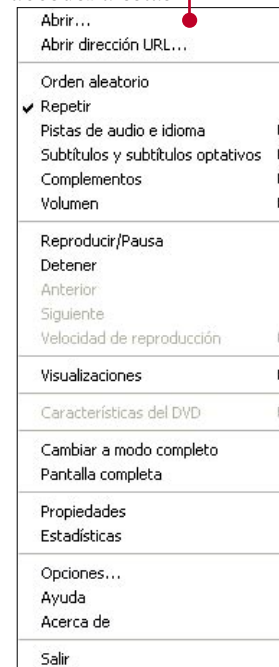 Abrir...
Abrir dirección URL...
Orden aleatorio
Repetir
Pistas de audio e idioma
Subtítulos y subtítulos optativos
Complementos
Volumen
Reproducir/Pausa
Detener
Anterior
Siguiente
Velocidad de reproducción
Visualizaciones
Características del DVD
Cambiar a modo completo
Pantalla completa
Propiedades
Estadísticas
Opciones...
Ayuda
Acerca de
Salir